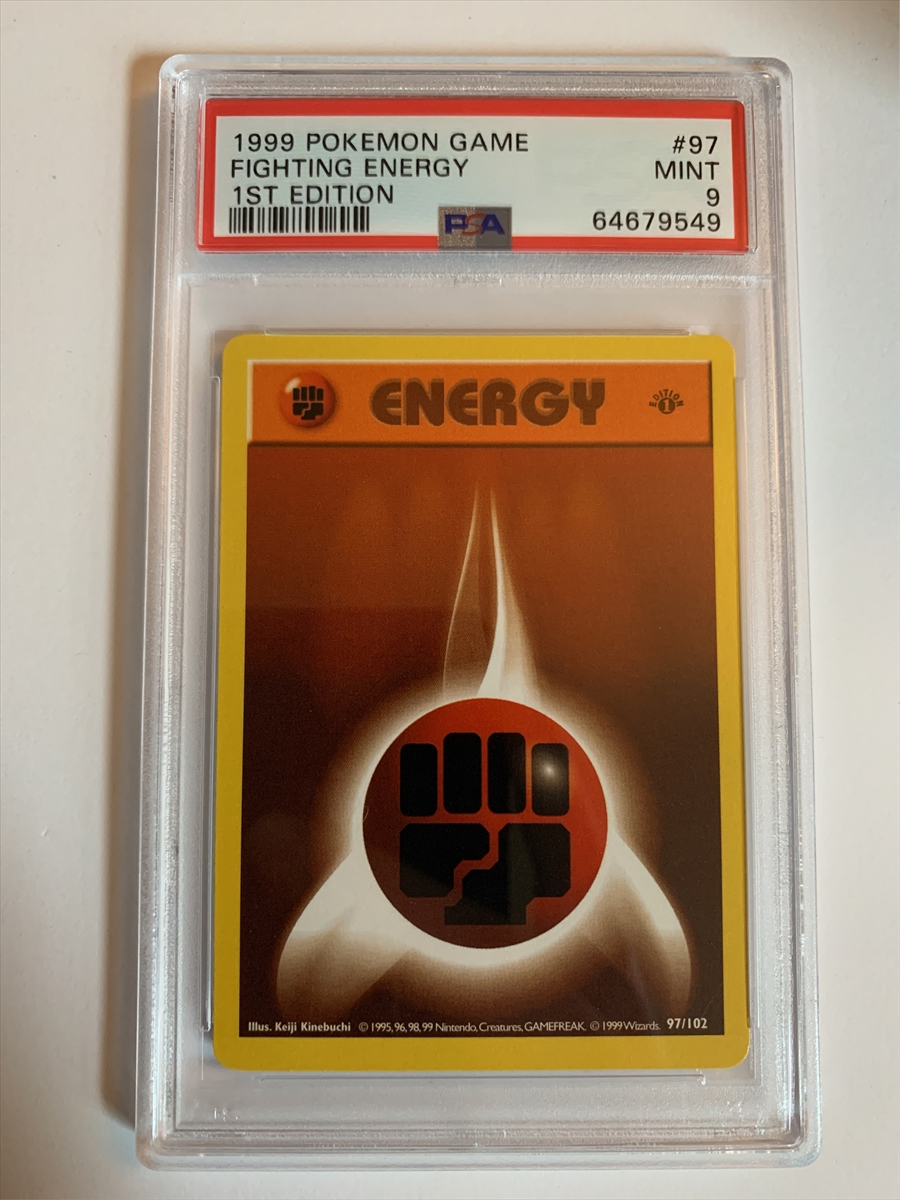 1999 POKEMON GAME #97
FIGHTING ENERGY MINT
1ST EDITION 9
PSA 64679549
ENERGY
EDITION 1
Illus. Keiji Kinebuchi © 1995, 96, 98, 99 Nintendo, Creatures, GAMEFREAK. © 1999 Wizards. 97/102